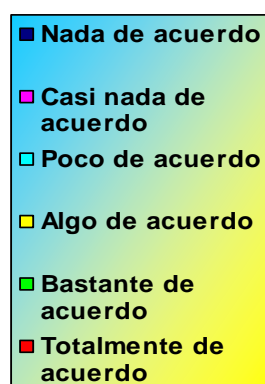 Nada de acuerdo
Casi nada de
acuerdo
Poco de acuerdo
Algo de acuerdo
Bastante de
acuerdo
Totalmente de
acuerdo